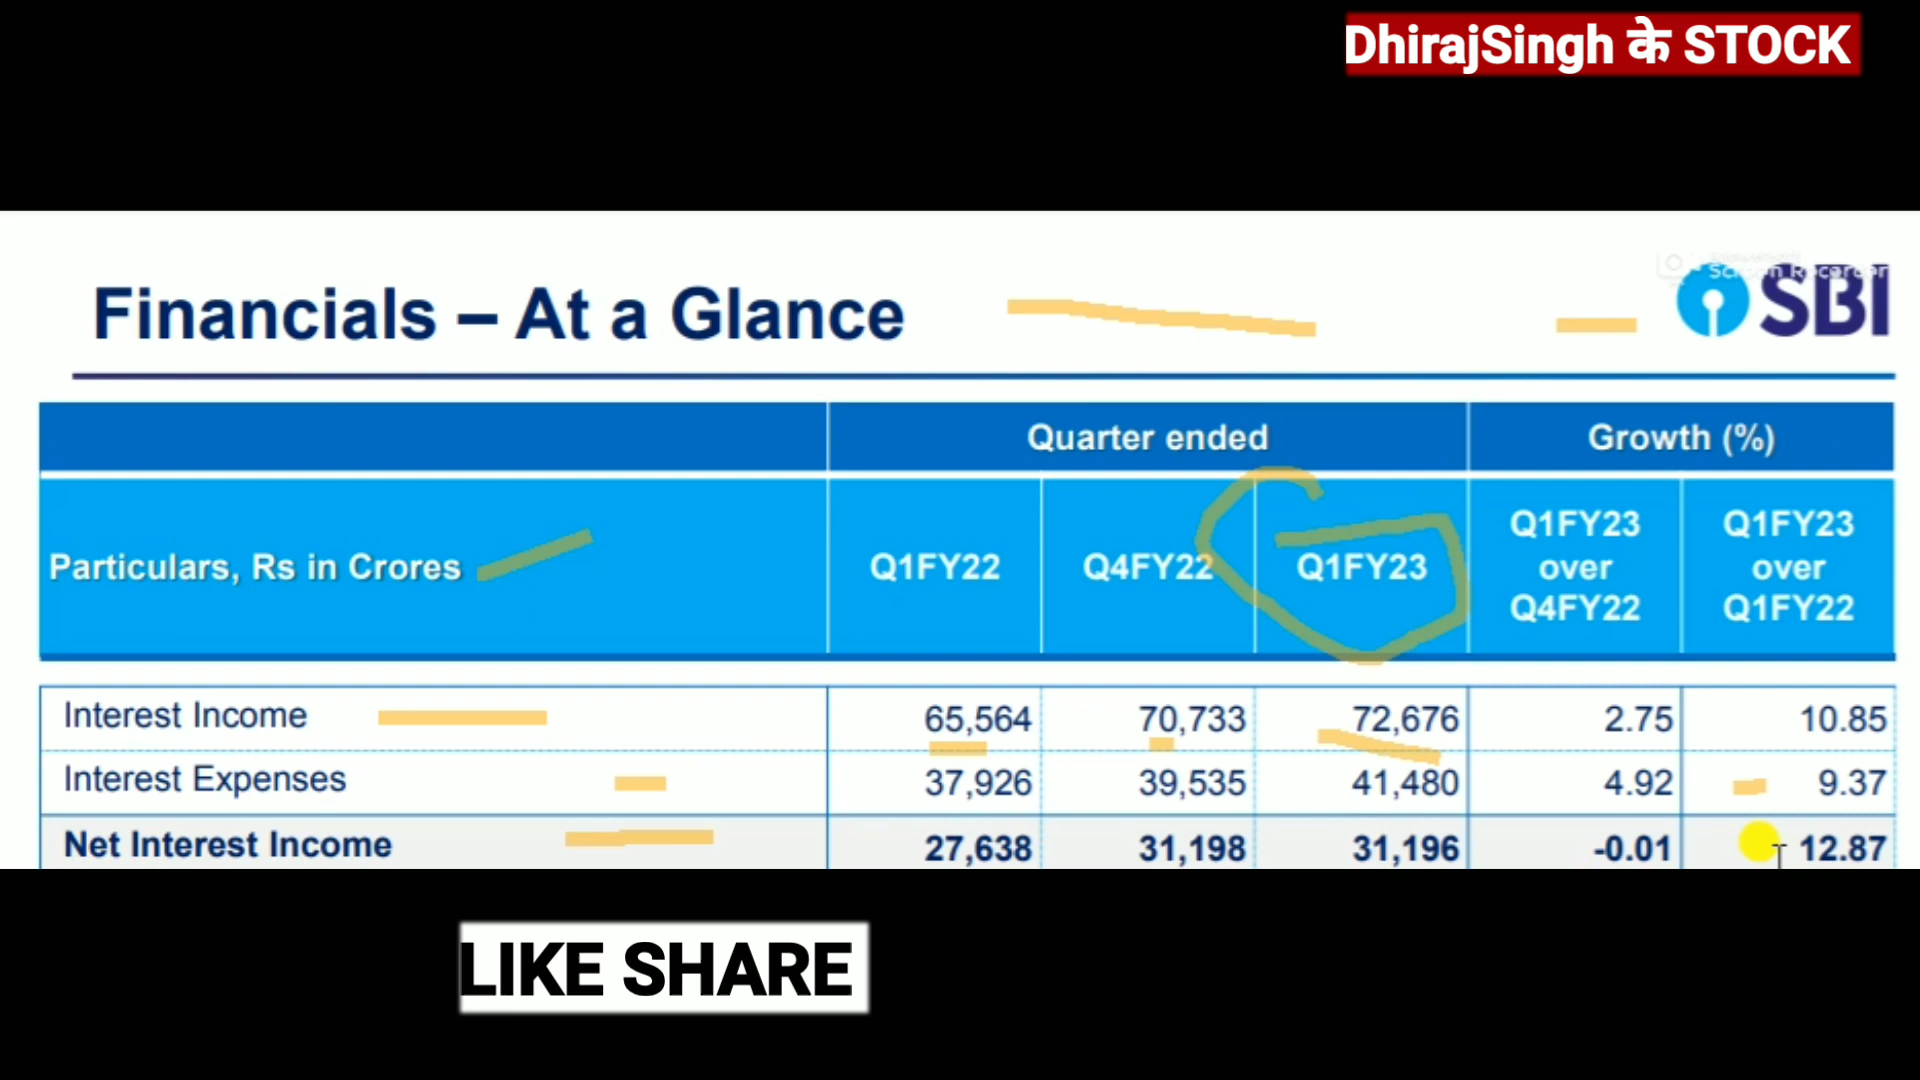 DhirajSingh के STOCK
Screen Recorder
Financials – At a Glance
SBI
Quarter ended
Growth (%)
Particulars, Rs in Crores
Q1FY22
Q4FY22
Q1FY23
Q1FY23 over Q4FY22
Q1FY23 over Q1FY22
Interest Income 65,564 70,733 72,676 2.75 10.85
Interest Expenses 37,926 39,535 41,480 4.92 9.37
Net Interest Income 27,638 31,198 31,196 -0.01 12.87
LIKE SHARE